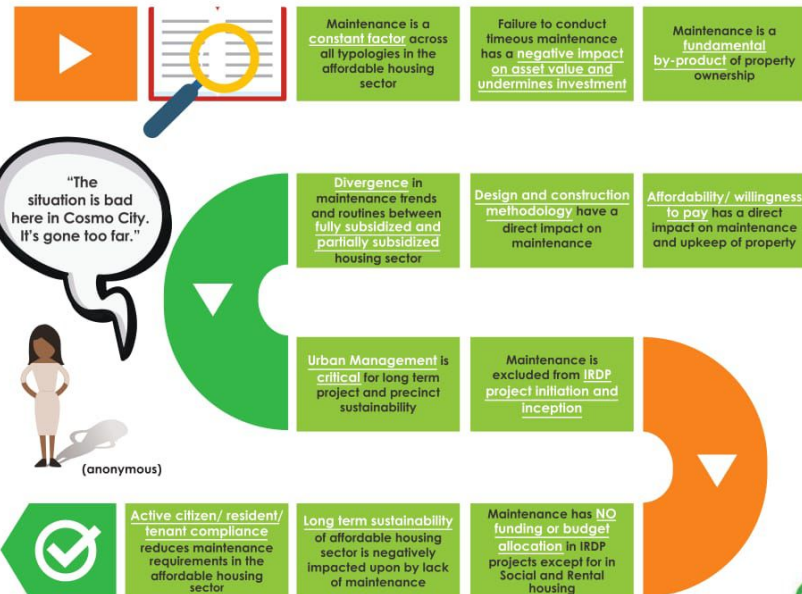 Maintenance is a
constant factor across
all typologies in the
affordable housing
sector
Failure to conduct
timeous maintenance
has a negative impact
on asset value and
undermines investment
Maintenance is a
fundamental
by-product of property
ownership
"The
situation is bad
here in Cosmo City.
It's gone too far."
(anonymous)
Divergence in
maintenance trends
and routines between
fully subsidized and
partially subsidized
housing sector
Design and construction
methodology have a
direct impact on
maintenance
Affordability/ willingness
to pay has a direct
impact on maintenance
and upkeep of property
Urban Management is
critical for long term
project and precinct
sustainability
Maintenance is
excluded from IRDP
project initiation and
inception
Active citizen/ resident/
tenant compliance
reduces maintenance
requirements in the
affordable housing
sector
Long term sustainability
of affordable housing
sector is negatively
impacted upon by lack
of maintenance
Maintenance has NO
funding or budget
allocation in IRDP
projects except for in
Social and Rental
housing